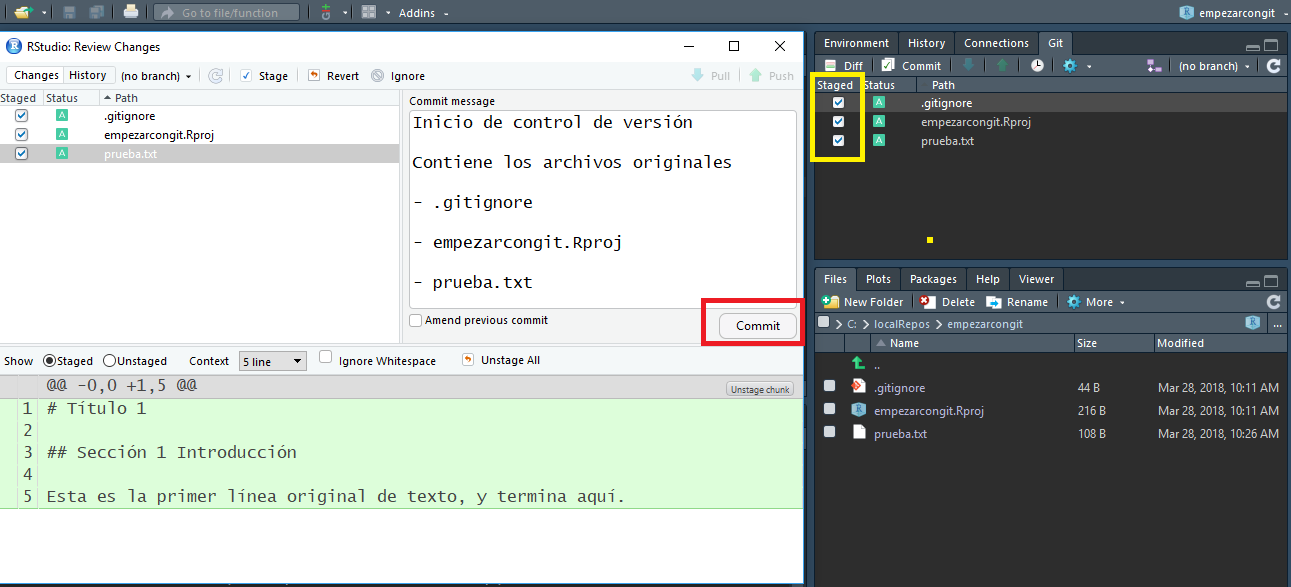 Go to file/function
Addins
empezarcongit
RStudio: Review Changes
Changes History (no branch) Stage Revert Ignore Pull Push
Staged Status Path
A .gitignore
A empezarcongit.Rproj
A prueba.txt
Commit message
Inicio de control de versión
Contiene los archivos originales
- .gitignore
- empezarcongit.Rproj
- prueba.txt
Amend previous commit
Commit
Show Staged Unstaged Context 5 line Ignore Whitespace Unstage All
@@ -0,0 +1,5 @@
Unstage chunk
1 # Título 1
2
3 ## Sección 1 Introducción
4
5 Esta es la primer línea original de texto, y termina aquí.
Environment History Connections Git
Diff Commit (no branch)
Staged Status Path
A .gitignore
A empezarcongit.Rproj
A prueba.txt
Files Plots Packages Help Viewer
New Folder Delete Rename More
C: localRepos empezarcongit ...
Name Size Modified
..
.gitignore 44 B Mar 28, 2018, 10:11 AM
empezarcongit.Rproj 216 B Mar 28, 2018, 10:11 AM
prueba.txt 108 B Mar 28, 2018, 10:26 AM